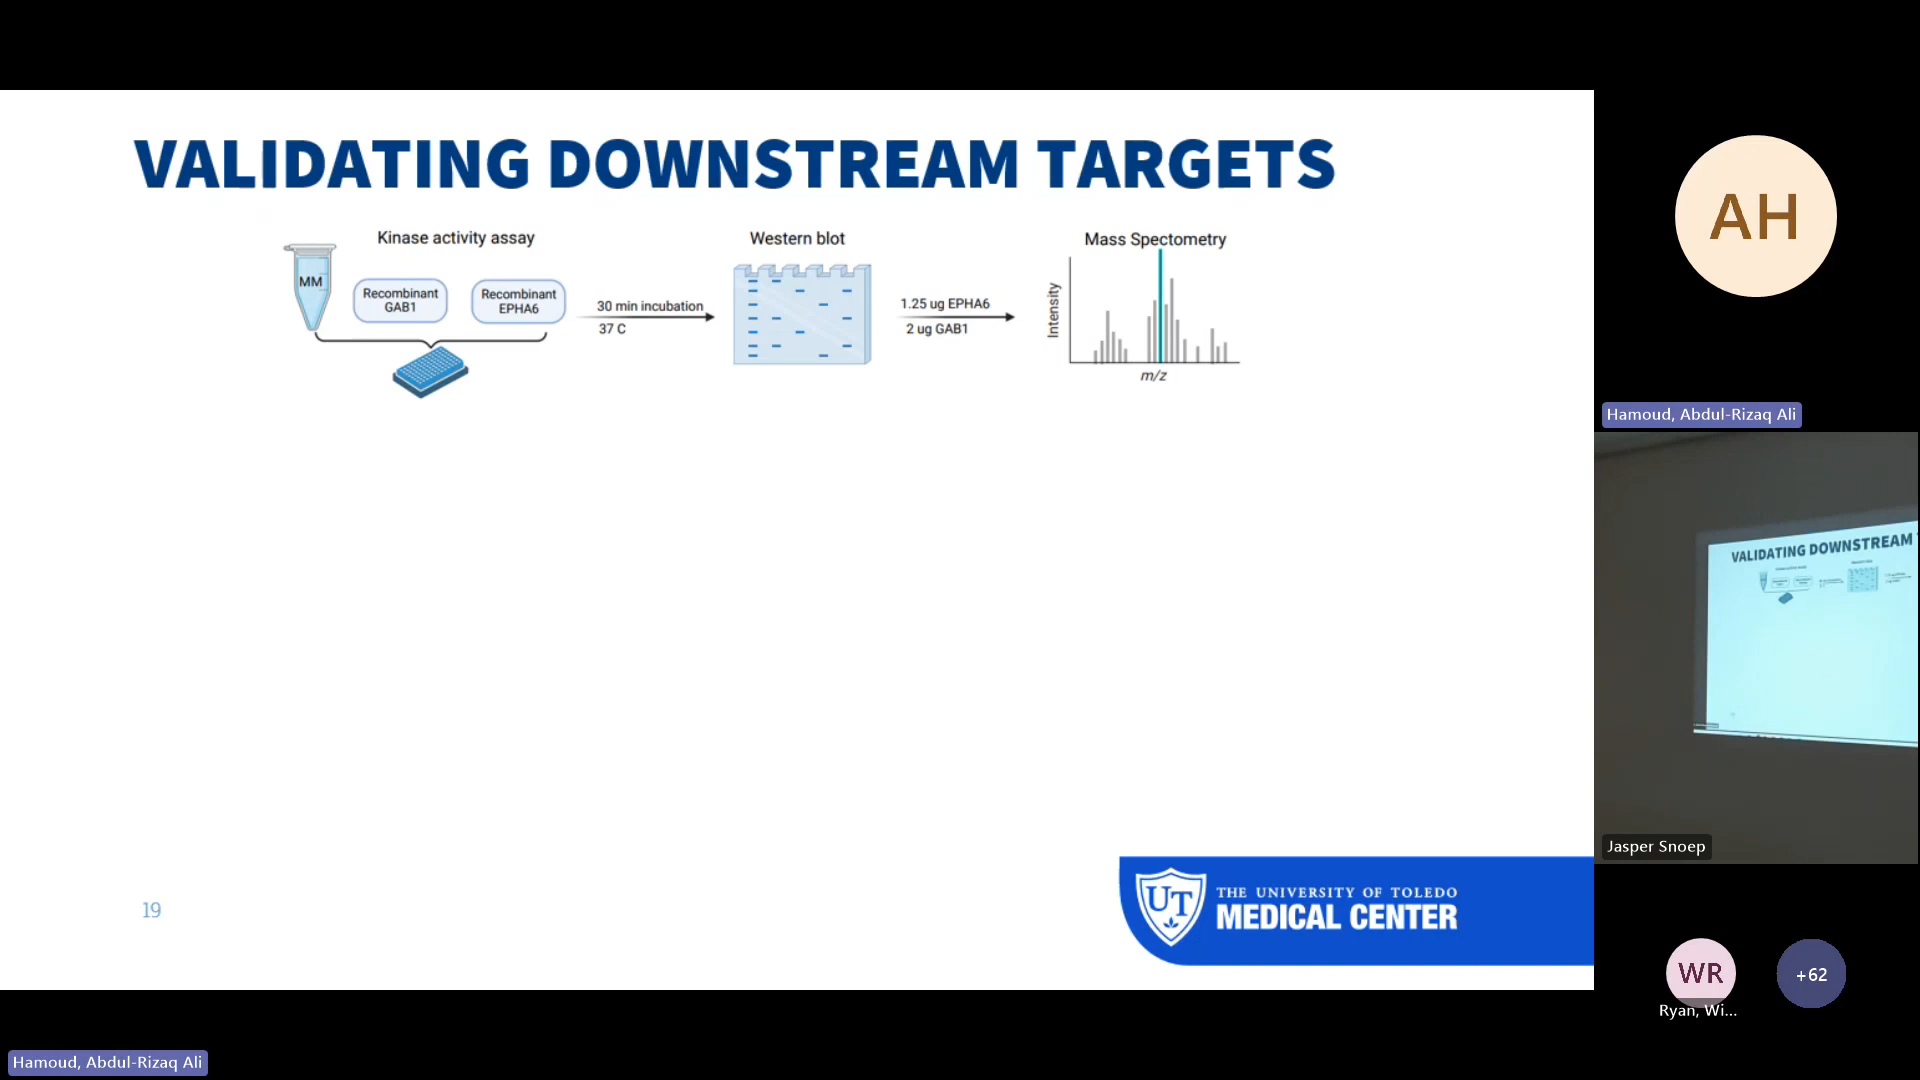 VALIDATING DOWNSTREAM TARGETS
Kinase activity assay
MM
Recombinant
GAB1
Recombinant
EPHA6
30 min incubation
37 C
Western blot
1.25 ug EPHA6
2 ug GAB1
Mass Spectometry
Intensity
m/z
19
UT
THE UNIVERSITY OF TOLEDO
MEDICAL CENTER
AH
Hamoud, Abdul-Rizaq Ali
VALIDATING DOWNSTREAM
Jasper Snoep
WR
Ryan, Wi...
+62
Hamoud, Abdul-Rizaq Ali